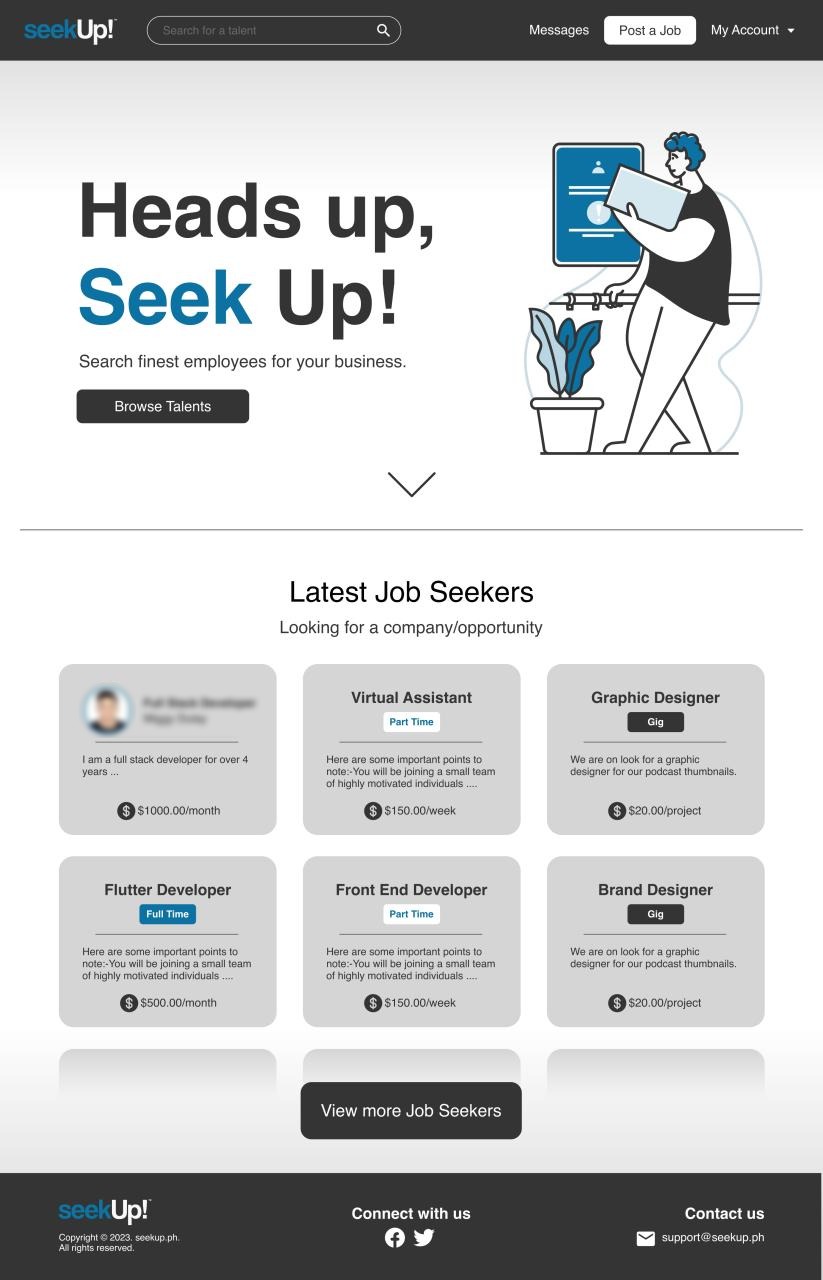 seekUp!™
Search for a talent
Messages
Post a Job
My Account
Heads up,
Seek Up!
Search finest employees for your business.
Browse Talents
Latest Job Seekers
Looking for a company/opportunity
Full Stack Developer
I am a full stack developer for over 4
years ...
$1000.00/month
Virtual Assistant
Part Time
Here are some important points to
note:-You will be joining a small team
of highly motivated individuals ....
$150.00/week
Graphic Designer
Gig
We are on look for a graphic
designer for our podcast thumbnails.
$20.00/project
Flutter Developer
Full Time
Here are some important points to
note:-You will be joining a small team
of highly motivated individuals ....
$500.00/month
Front End Developer
Part Time
Here are some important points to
note:-You will be joining a small team
of highly motivated individuals ....
$150.00/week
Brand Designer
Gig
We are on look for a graphic
designer for our podcast thumbnails.
$20.00/project
View more Job Seekers
seekUp!™
Copyright © 2023. seekup.ph.
All rights reserved.
Connect with us
Contact us
support@seekup.ph